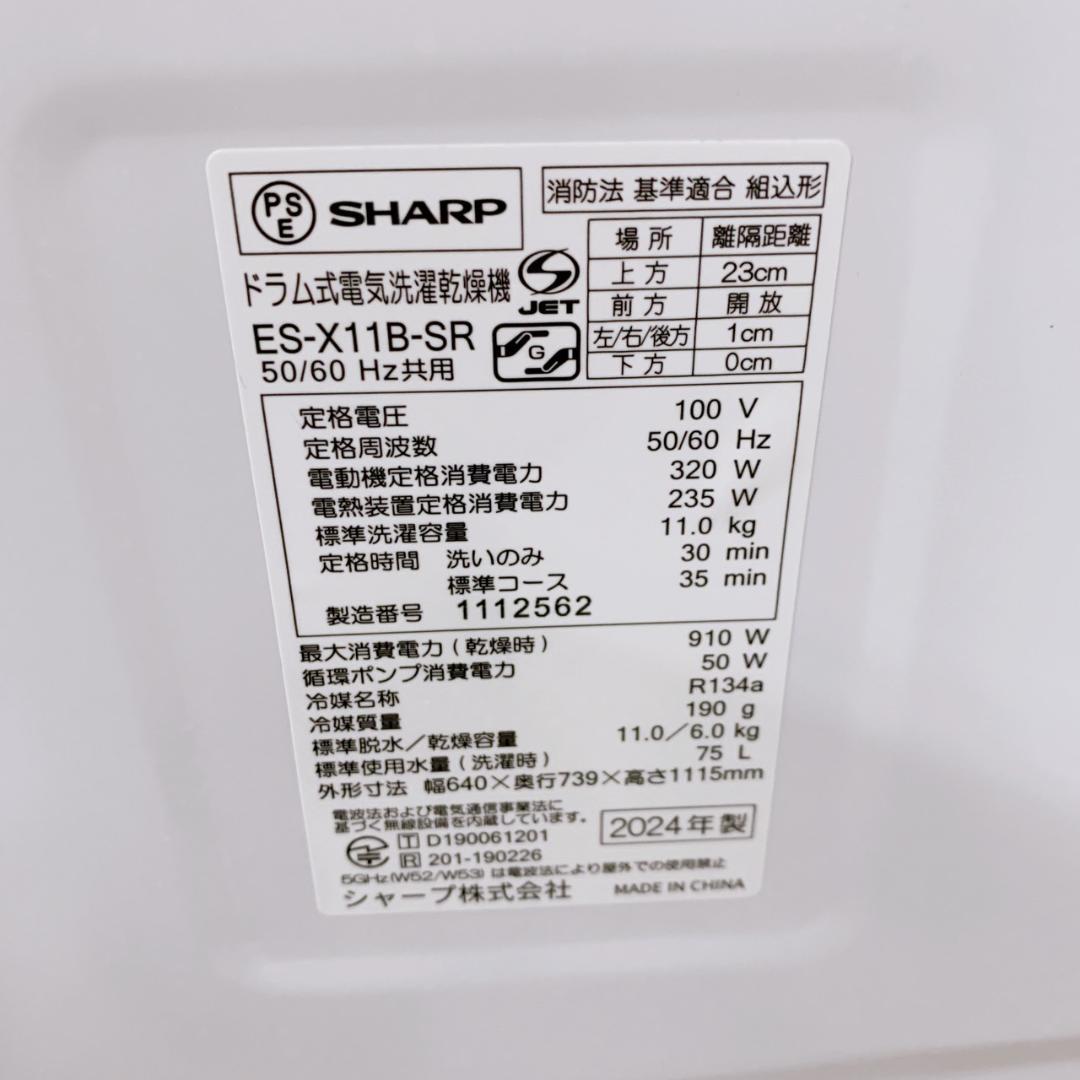 PSE SHARP
消防法 基準適合 組込形
ドラム式電気洗濯乾燥機
JET
ES-X11B-SR
50/60 Hz共用
G
場所 離隔距離
上方 23cm
前方 開放
左/右/後方 1cm
下方 0cm
定格電圧 100 V
定格周波数 50/60 Hz
電動機定格消費電力 320 W
電熱装置定格消費電力 235 W
標準洗濯容量 11.0 kg
定格時間 洗いのみ 30 min
標準コース 35 min
製造番号 1112562
最大消費電力(乾燥時) 910 W
循環ポンプ消費電力 50 W
冷媒名称 R134a
冷媒質量 190 g
標準脱水/乾燥容量 11.0/6.0 kg
標準使用水量(洗濯時) 75 L
外形寸法 幅640×奥行739×高さ1115mm
電波法および電気通信事業法に
基づく無線設備を内蔵しています。
T D190061201
R 201-190226
2024年製
5GHz(W52/W53)は電波法により屋外での使用禁止
シャープ株式会社 MADE IN CHINA